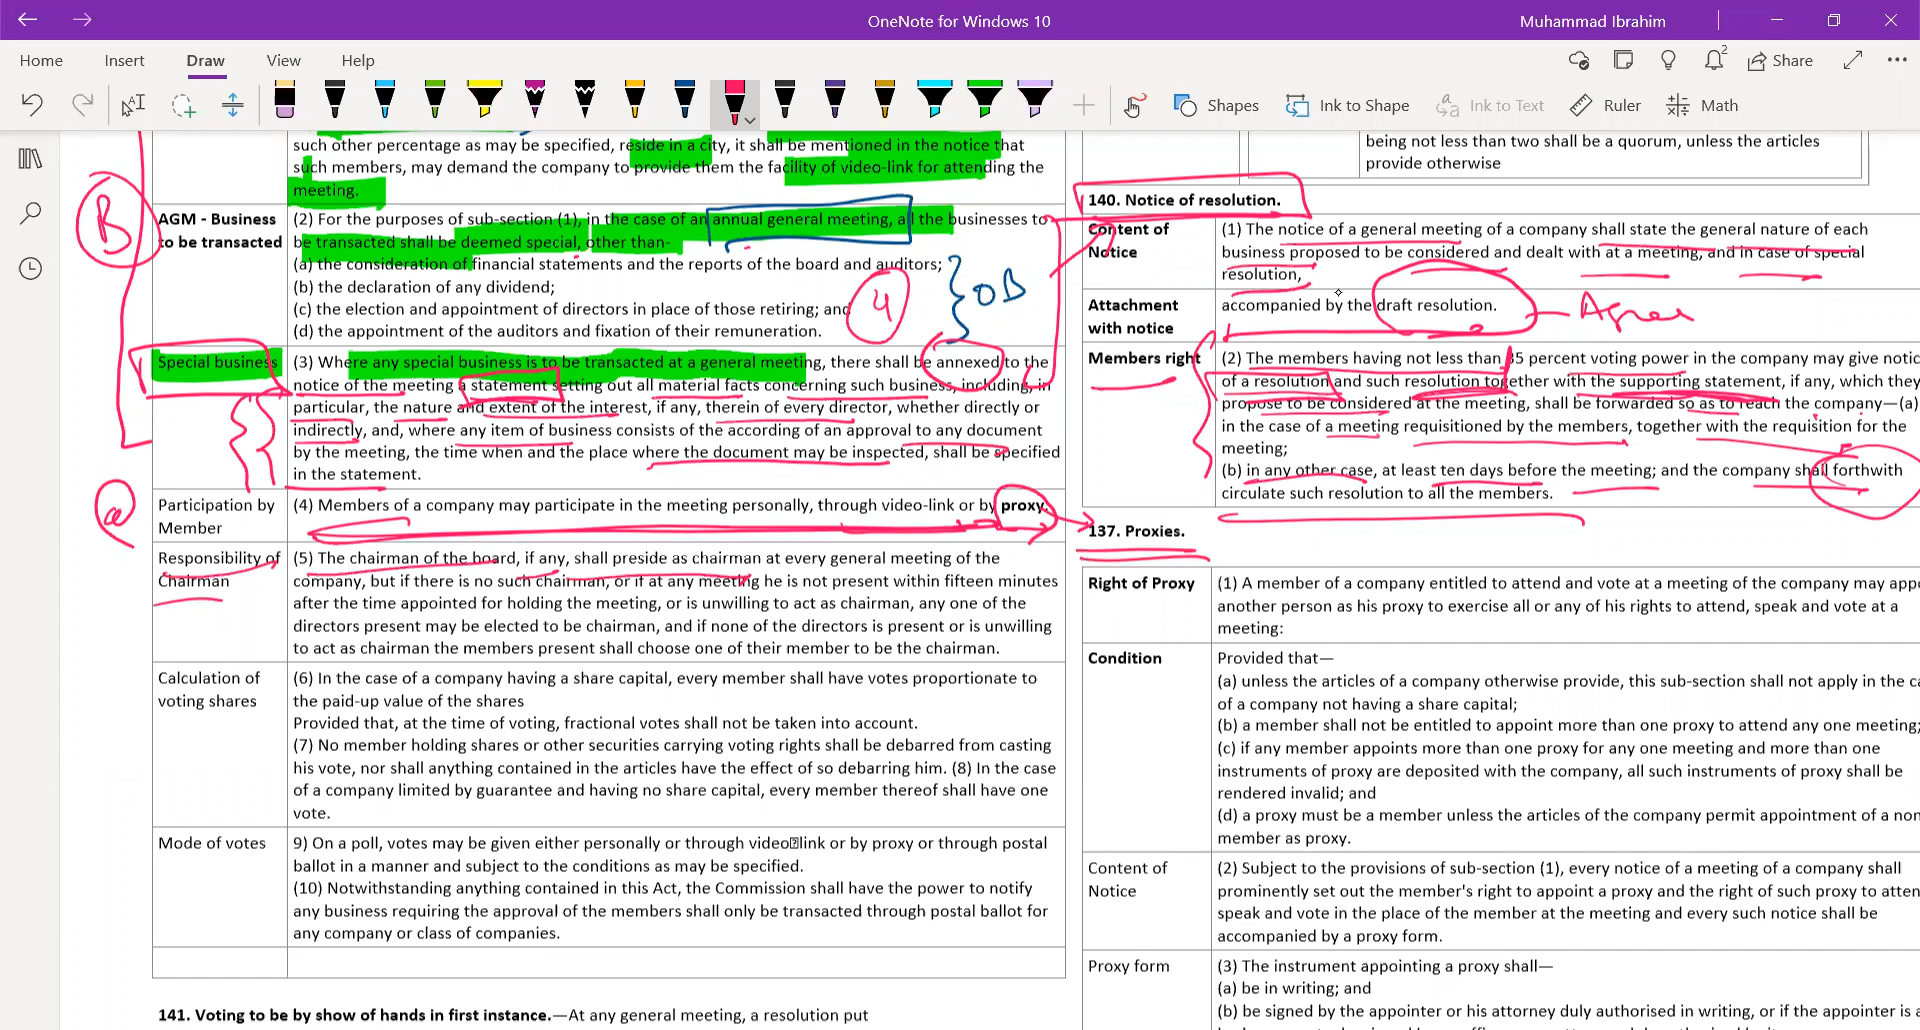 OneNote for Windows 10
Muhammad Ibrahim
Home Insert Draw View Help
2
Share
Shapes Ink to Shape Ink to Text Ruler Math
such other percentage as may be specified, reside in a city, it shall be mentioned in the notice that
such members, may demand the company to provide them the facility of video-link for attending the
meeting.
B
AGM - Business
to be transacted
(2) For the purposes of sub-section (1), in the case of an annual general meeting, all the businesses to
be transacted shall be deemed special, other than-
(a) the consideration of financial statements and the reports of the board and auditors;
(b) the declaration of any dividend;
(c) the election and appointment of directors in place of those retiring; and
(d) the appointment of the auditors and fixation of their remuneration.
4
OB
Special business
(3) Where any special business is to be transacted at a general meeting, there shall be annexed to the
notice of the meeting a statement setting out all material facts concerning such business, including, in
particular, the nature and extent of the interest, if any, therein of every director, whether directly or
indirectly, and, where any item of business consists of the according of an approval to any document
by the meeting, the time when and the place where the document may be inspected, shall be specified
in the statement.
a
Participation by
Member
(4) Members of a company may participate in the meeting personally, through video-link or by proxy.
Responsibility of
Chairman
(5) The chairman of the board, if any, shall preside as chairman at every general meeting of the
company, but if there is no such chairman, or if at any meeting he is not present within fifteen minutes
after the time appointed for holding the meeting, or is unwilling to act as chairman, any one of the
directors present may be elected to be chairman, and if none of the directors is present or is unwilling
to act as chairman the members present shall choose one of their member to be the chairman.
Calculation of
voting shares
(6) In the case of a company having a share capital, every member shall have votes proportionate to
the paid-up value of the shares
Provided that, at the time of voting, fractional votes shall not be taken into account.
(7) No member holding shares or other securities carrying voting rights shall be debarred from casting
his vote, nor shall anything contained in the articles have the effect of so debarring him. (8) In the case
of a company limited by guarantee and having no share capital, every member thereof shall have one
vote.
Mode of votes
9) On a poll, votes may be given either personally or through video⍰link or by proxy or through postal
ballot in a manner and subject to the conditions as may be specified.
(10) Notwithstanding anything contained in this Act, the Commission shall have the power to notify
any business requiring the approval of the members shall only be transacted through postal ballot for
any company or class of companies.
141. Voting to be by show of hands in first instance.—At any general meeting, a resolution put
being not less than two shall be a quorum, unless the articles
provide otherwise
140. Notice of resolution.
Content of
Notice
(1) The notice of a general meeting of a company shall state the general nature of each
business proposed to be considered and dealt with at a meeting, and in case of special
resolution,
Attachment
with notice
accompanied by the draft resolution.
Members right
(2) The members having not less than 5 percent voting power in the company may give notic
of a resolution and such resolution together with the supporting statement, if any, which they
propose to be considered at the meeting, shall be forwarded so as to reach the company—(a)
in the case of a meeting requisitioned by the members, together with the requisition for the
meeting;
(b) in any other case, at least ten days before the meeting; and the company shall forthwith
circulate such resolution to all the members.
137. Proxies.
Right of Proxy
(1) A member of a company entitled to attend and vote at a meeting of the company may appo
another person as his proxy to exercise all or any of his rights to attend, speak and vote at a
meeting:
Condition
Provided that—
(a) unless the articles of a company otherwise provide, this sub-section shall not apply in the ca
of a company not having a share capital;
(b) a member shall not be entitled to appoint more than one proxy to attend any one meeting;
(c) if any member appoints more than one proxy for any one meeting and more than one
instruments of proxy are deposited with the company, all such instruments of proxy shall be
rendered invalid; and
(d) a proxy must be a member unless the articles of the company permit appointment of a non
member as proxy.
Content of
Notice
(2) Subject to the provisions of sub-section (1), every notice of a meeting of a company shall
prominently set out the member's right to appoint a proxy and the right of such proxy to atten
speak and vote in the place of the member at the meeting and every such notice shall be
accompanied by a proxy form.
Proxy form
(3) The instrument appointing a proxy shall—
(a) be in writing; and
(b) be signed by the appointer or his attorney duly authorised in writing, or if the appointer is a